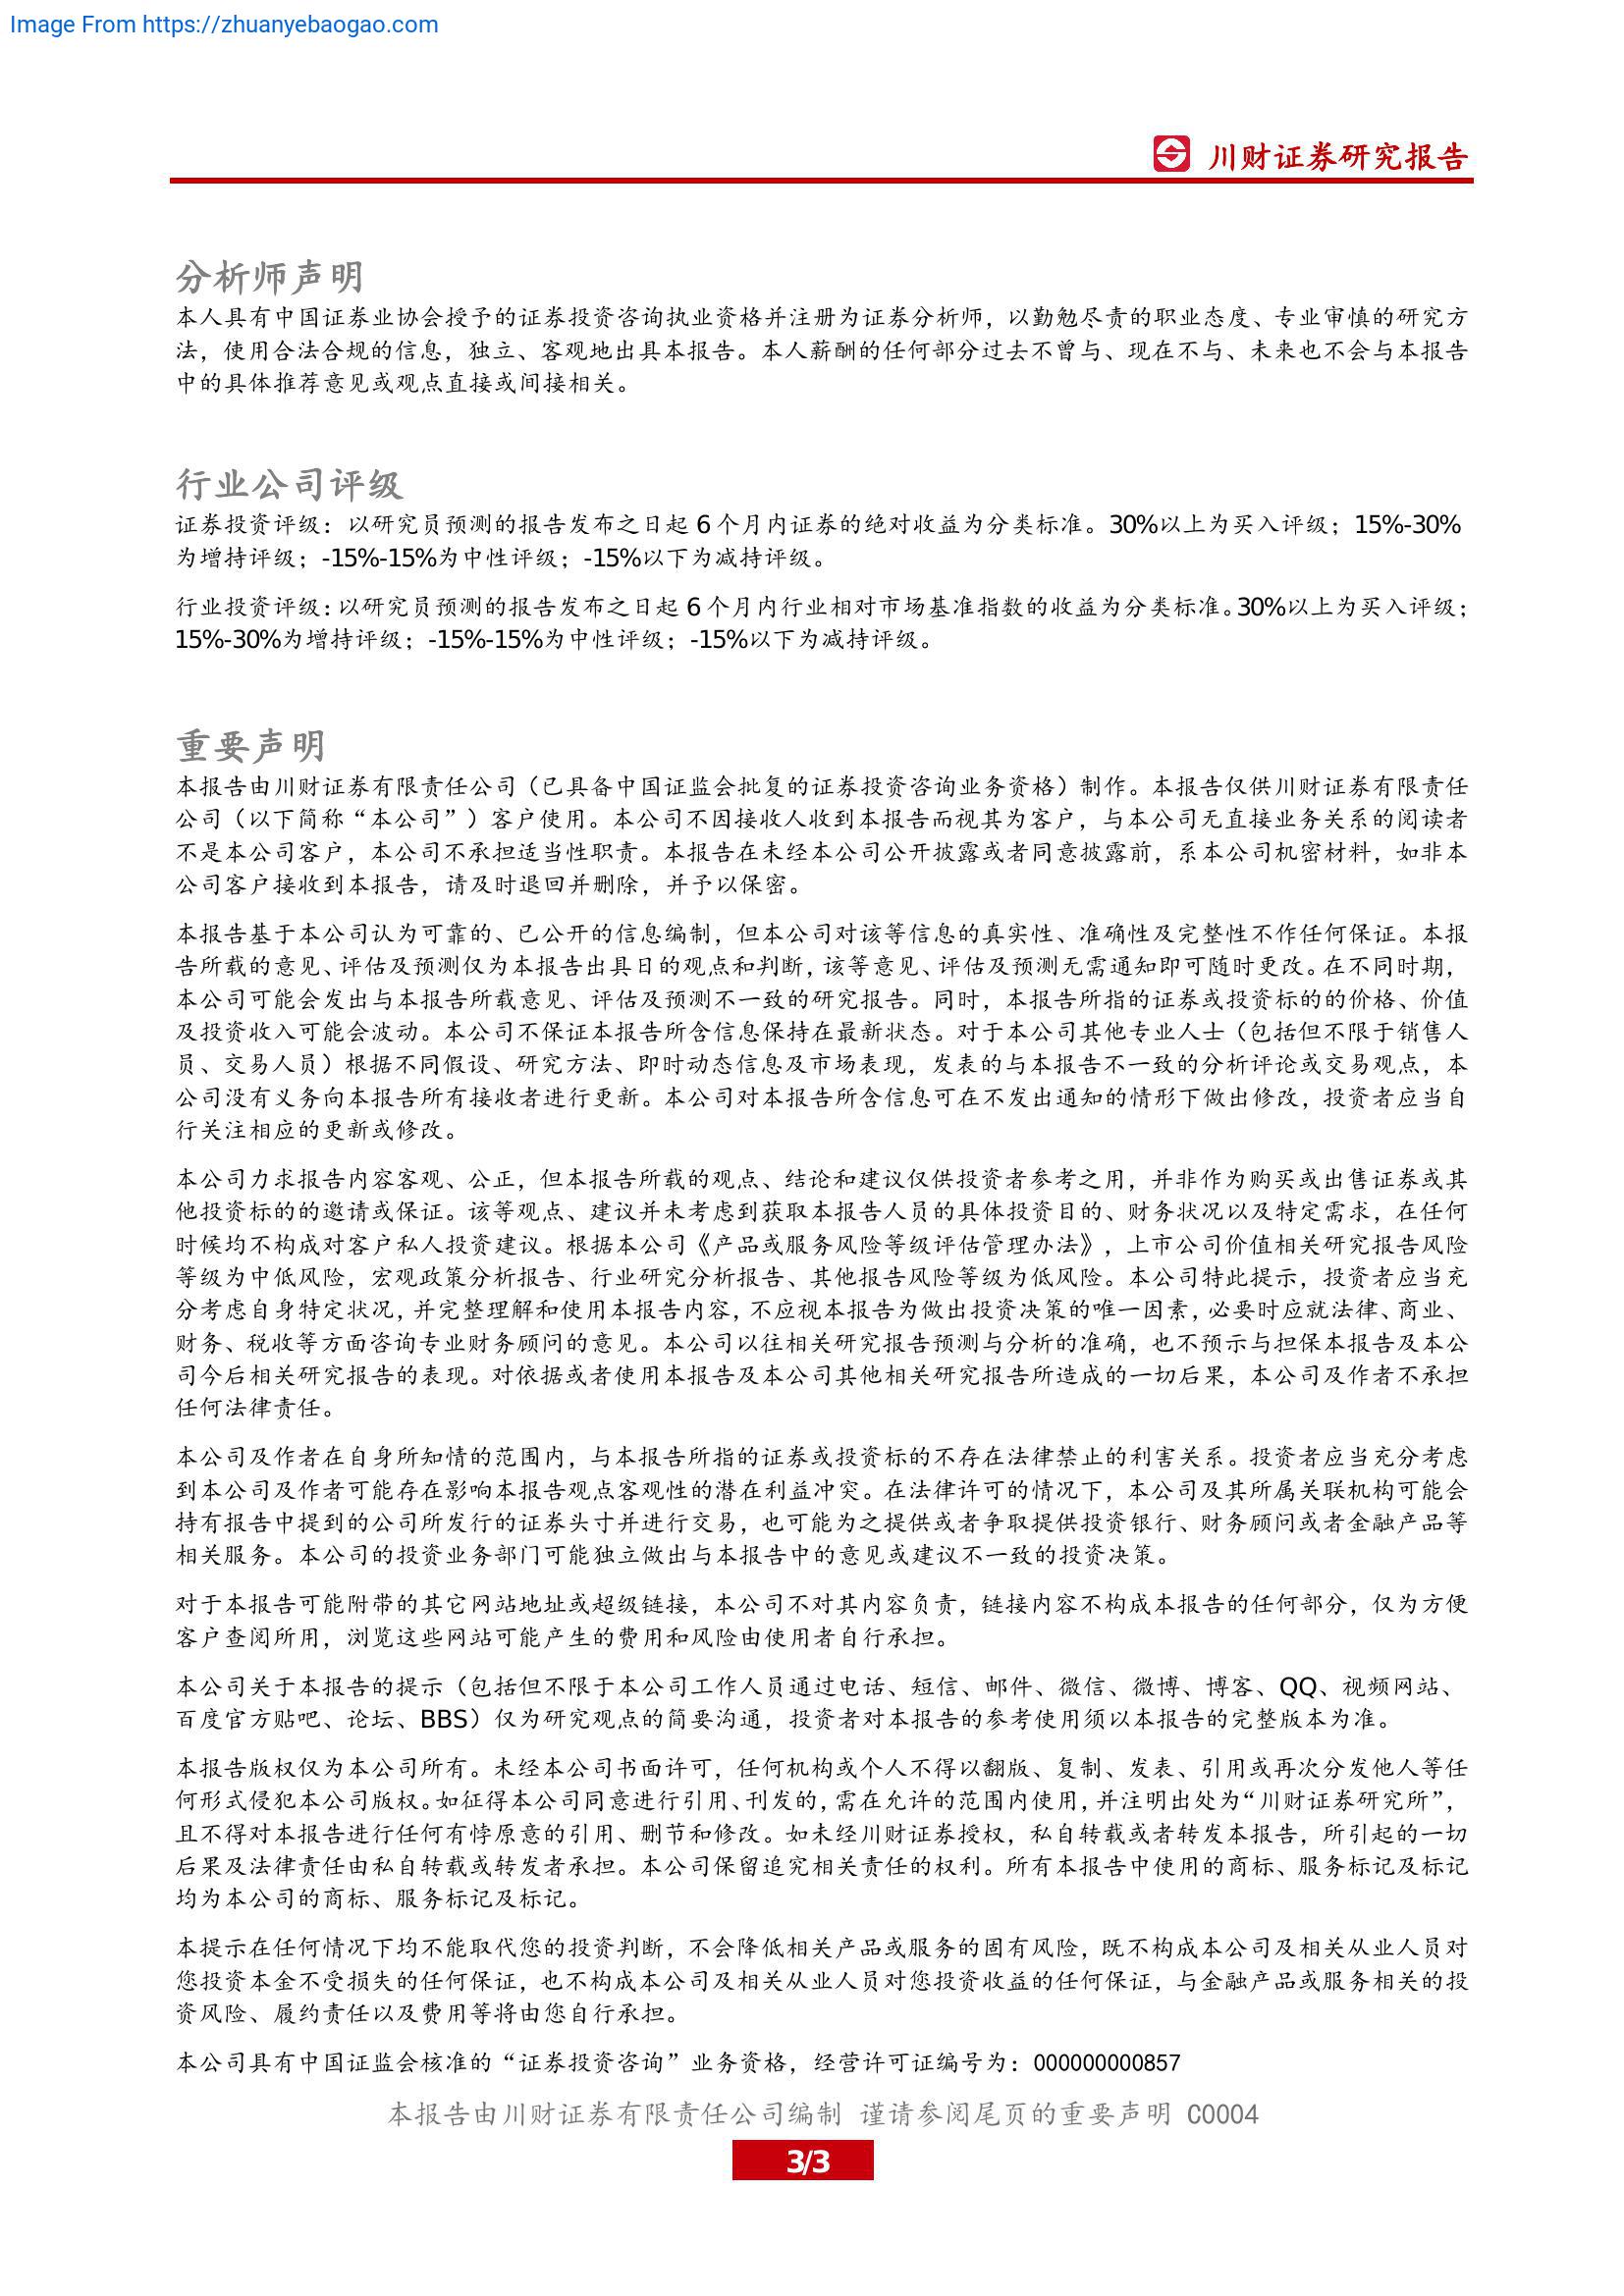 Image From https://zhuanyebaogao.com
川财证券研究报告
分析师声明
本人具有中国证券业协会授予的证券投资咨询执业资格并注册为证券分析师，以勤勉尽责的职业态度、专业审慎的研究方
法，使用合法合规的信息，独立、客观地出具本报告。本人薪酬的任何部分过去不曾与、现在不与、未来也不会与本报告
中的具体推荐意见或观点直接或间接相关。
行业公司评级
证券投资评级：以研究员预测的报告发布之日起 6 个月内证券的绝对收益为分类标准。30%以上为买入评级；15%-30%
为增持评级；-15%-15%为中性评级；-15%以下为减持评级。
行业投资评级：以研究员预测的报告发布之日起 6 个月内行业相对市场基准指数的收益为分类标准。30%以上为买入评级；
15%-30%为增持评级；-15%-15%为中性评级；-15%以下为减持评级。
重要声明
本报告由川财证券有限责任公司（已具备中国证监会批复的证券投资咨询业务资格）制作。本报告仅供川财证券有限责任
公司（以下简称“本公司”）客户使用。本公司不因接收人收到本报告而视其为客户，与本公司无直接业务关系的阅读者
不是本公司客户，本公司不承担适当性职责。本报告在未经本公司公开披露或者同意披露前，系本公司机密材料，如非本
公司客户接收到本报告，请及时退回并删除，并予以保密。
本报告基于本公司认为可靠的、已公开的信息编制，但本公司对该等信息的真实性、准确性及完整性不作任何保证。本报
告所载的意见、评估及预测仅为本报告出具日的观点和判断，该等意见、评估及预测无需通知即可随时更改。在不同时期，
本公司可能会发出与本报告所载意见、评估及预测不一致的研究报告。同时，本报告所指的证券或投资标的的价格、价值
及投资收入可能会波动。本公司不保证本报告所含信息保持在最新状态。对于本公司其他专业人士（包括但不限于销售人
员、交易人员）根据不同假设、研究方法、即时动态信息及市场表现，发表的与本报告不一致的分析评论或交易观点，本
公司没有义务向本报告所有接收者进行更新。本公司对本报告所含信息可在不发出通知的情形下做出修改，投资者应当自
行关注相应的更新或修改。
本公司力求报告内容客观、公正，但本报告所载的观点、结论和建议仅供投资者参考之用，并非作为购买或出售证券或其
他投资标的的邀请或保证。该等观点、建议并未考虑到获取本报告人员的具体投资目的、财务状况以及特定需求，在任何
时候均不构成对客户私人投资建议。根据本公司《产品或服务风险等级评估管理办法》，上市公司价值相关研究报告风险
等级为中低风险，宏观政策分析报告、行业研究分析报告、其他报告风险等级为低风险。本公司特此提示，投资者应当充
分考虑自身特定状况，并完整理解和使用本报告内容，不应视本报告为做出投资决策的唯一因素，必要时应就法律、商业、
财务、税收等方面咨询专业财务顾问的意见。本公司以往相关研究报告预测与分析的准确，也不预示与担保本报告及本公
司今后相关研究报告的表现。对依据或者使用本报告及本公司其他相关研究报告所造成的一切后果，本公司及作者不承担
任何法律责任。
本公司及作者在自身所知情的范围内，与本报告所指的证券或投资标的不存在法律禁止的利害关系。投资者应当充分考虑
到本公司及作者可能存在影响本报告观点客观性的潜在利益冲突。在法律许可的情况下，本公司及其所属关联机构可能会
持有报告中提到的公司所发行的证券头寸并进行交易，也可能为之提供或者争取提供投资银行、财务顾问或者金融产品等
相关服务。本公司的投资业务部门可能独立做出与本报告中的意见或建议不一致的投资决策。
对于本报告可能附带的其它网站地址或超级链接，本公司不对其内容负责，链接内容不构成本报告的任何部分，仅为方便
客户查阅所用，浏览这些网站可能产生的费用和风险由使用者自行承担。
本公司关于本报告的提示（包括但不限于本公司工作人员通过电话、短信、邮件、微信、微博、博客、QQ、视频网站、
百度官方贴吧、论坛、BBS）仅为研究观点的简要沟通，投资者对本报告的参考使用须以本报告的完整版本为准。
本报告版权仅为本公司所有。未经本公司书面许可，任何机构或个人不得以翻版、复制、发表、引用或再次分发他人等任
何形式侵犯本公司版权。如征得本公司同意进行引用、刊发的，需在允许的范围内使用，并注明出处为“川财证券研究所”，
且不得对本报告进行任何有悖原意的引用、删节和修改。如未经川财证券授权，私自转载或者转发本报告，所引起的一切
后果及法律责任由私自转载或转发者承担。本公司保留追究相关责任的权利。所有本报告中使用的商标、服务标记及标记
均为本公司的商标、服务标记及标记。
本提示在任何情况下均不能取代您的投资判断，不会降低相关产品或服务的固有风险，既不构成本公司及相关从业人员对
您投资本金不受损失的任何保证，也不构成本公司及相关从业人员对您投资收益的任何保证，与金融产品或服务相关的投
资风险、履约责任以及费用等将由您自行承担。
本公司具有中国证监会核准的“证券投资咨询”业务资格，经营许可证编号为：000000000857
本报告由川财证券有限责任公司编制 谨请参阅尾页的重要声明 C0004
3/3